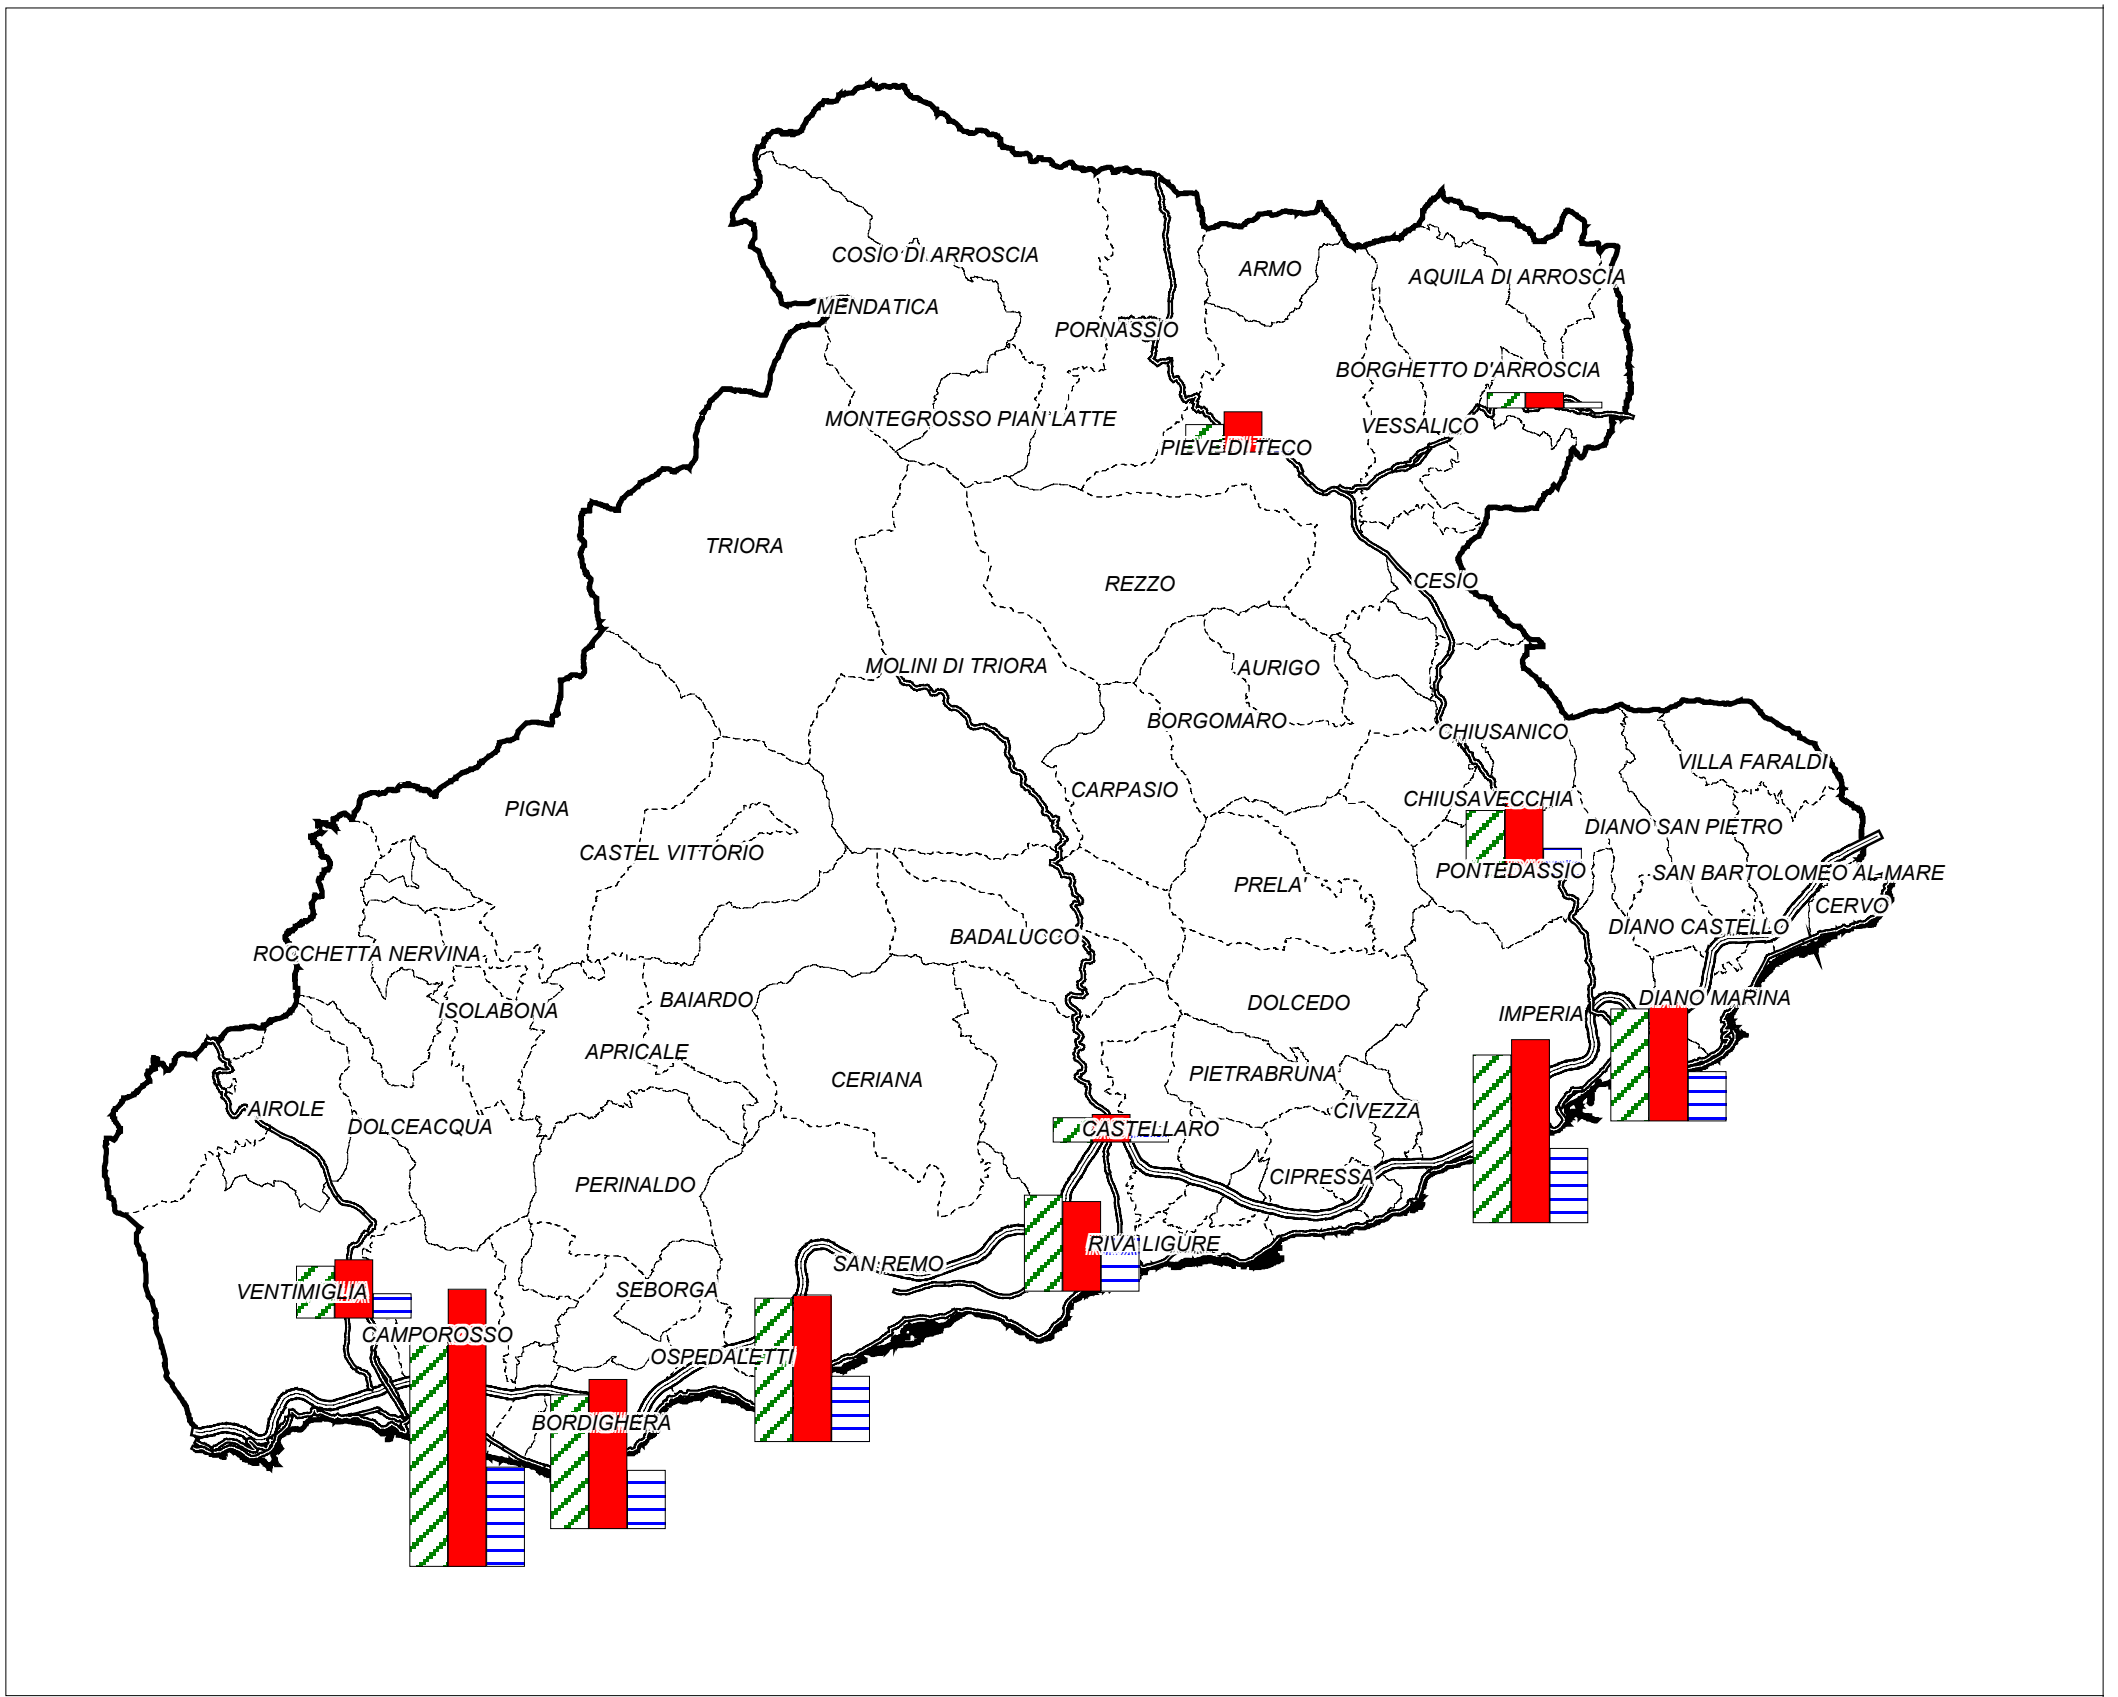 COSIO DI ARROSCIA
ARMO
AQUILA DI ARROSCIA
MENDATICA
PORNASSIO
BORGHETTO D'ARROSCIA
MONTEGROSSO PIAN LATTE
VESSALICO
PIEVE DI TECO
TRIORA
REZZO
CESIO
MOLINI DI TRIORA
AURIGO
BORGOMARO
CHIUSANICO
VILLA FARALDI
CARPASIO
CHIUSAVECCHIA
PIGNA
DIANO SAN PIETRO
CASTEL VITTORIO
PONTEDASSIO
SAN BARTOLOMEO AL MARE
PRELA'
CERVO
DIANO CASTELLO
BADALUCCO
ROCCHETTA NERVINA
DIANO MARINA
BAIARDO
DOLCEDO
ISOLABONA
IMPERIA
APRICALE
PIETRABRUNA
CERIANA
AIROLE
CIVEZZA
DOLCEACQUA
CASTELLARO
CIPRESSA
PERINALDO
RIVA LIGURE
SAN REMO
SEBORGA
VENTIMIGLIA
CAMPOROSSO
OSPEDALETTI
BORDIGHERA